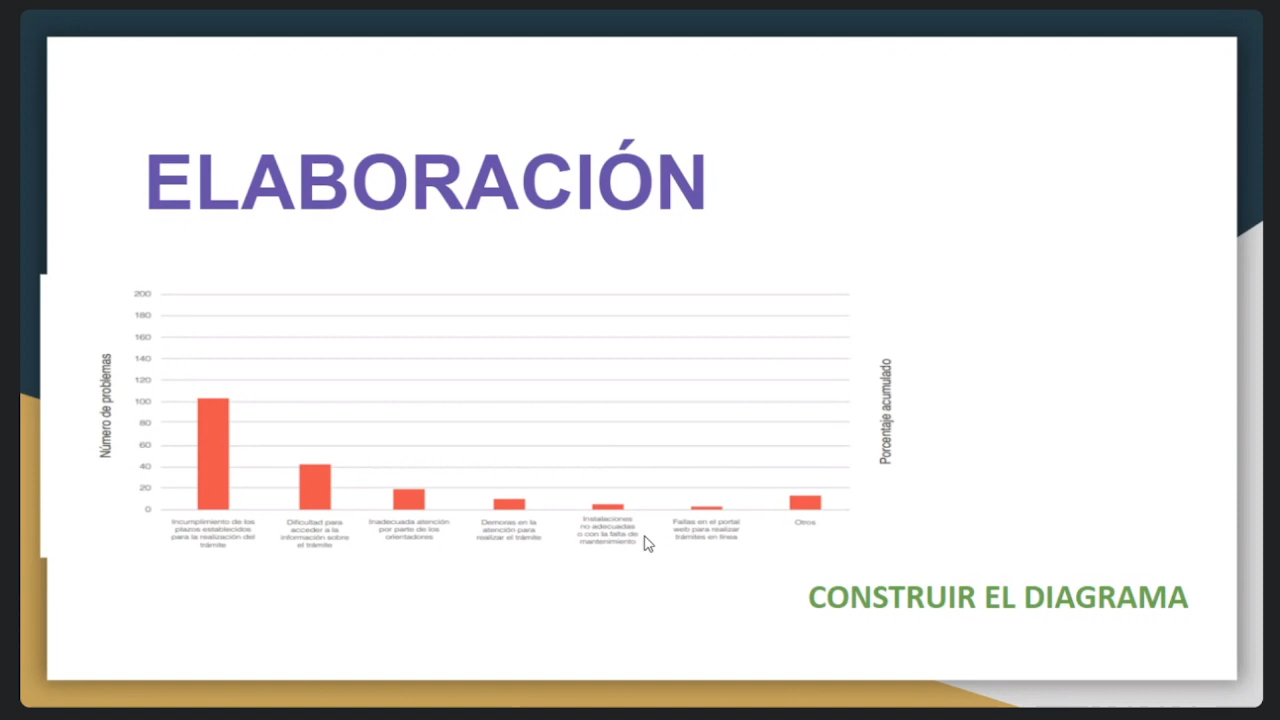 ELABORACIÓN
Número de problemas
200
180
160
140
120
100
80
60
40
20
0
Incumplimiento de los
plazos establecidos
para la realización del
trámite
Dificultad para
acceder a la
información sobre
el trámite
Inadecuada atención
por parte de los
orientadores
Demoras en la
atención para
realizar el trámite
Instalaciones
no adecuadas
o con la falta de
mantenimiento
Fallas en el portal
web para realizar
trámites en línea
Otros
Porcentaje acumulado
CONSTRUIR EL DIAGRAMA